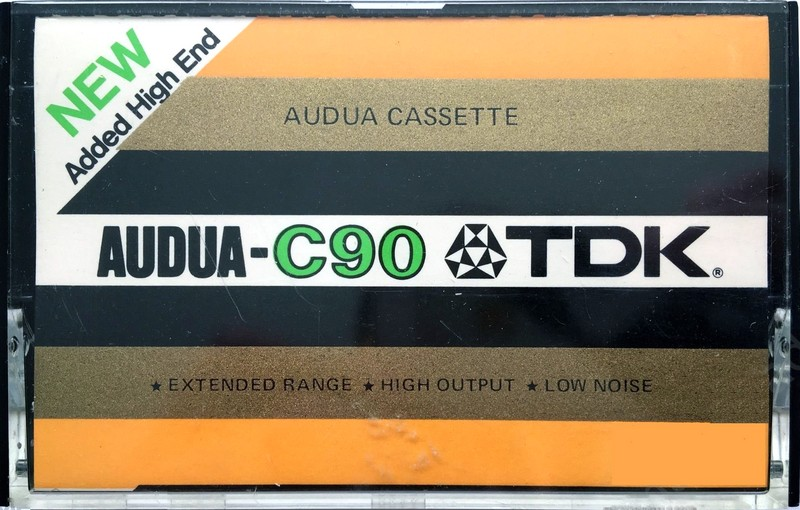 NEW
Added High End
AUDUA CASSETTE
AUDUA-C90 TDK®
★ EXTENDED RANGE ★ HIGH OUTPUT ★ LOW NOISE